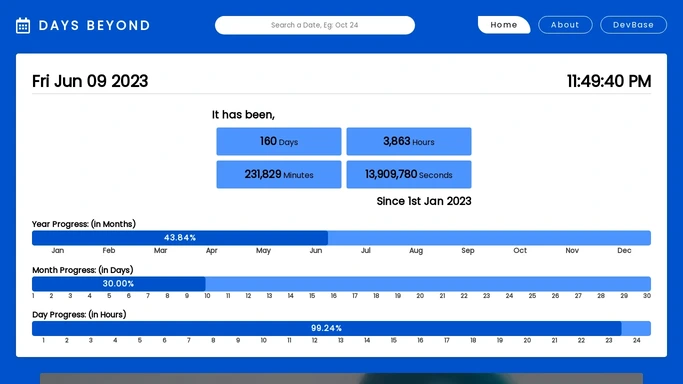 DAYS BEYOND
Search a Date, Eg: Oct 24
Home
About
DevBase
Fri Jun 09 2023
11:49:40 PM
It has been,
160 Days
3,863 Hours
231,829 Minutes
13,909,780 Seconds
Since 1st Jan 2023
Year Progress: (in Months)
43.84%
Jan Feb Mar Apr May Jun Jul Aug Sep Oct Nov Dec
Month Progress: (in Days)
30.00%
1 2 3 4 5 6 7 8 9 10 11 12 13 14 15 16 17 18 19 20 21 22 23 24 25 26 27 28 29 30
Day Progress: (in Hours)
99.24%
1 2 3 4 5 6 7 8 9 10 11 12 13 14 15 16 17 18 19 20 21 22 23 24